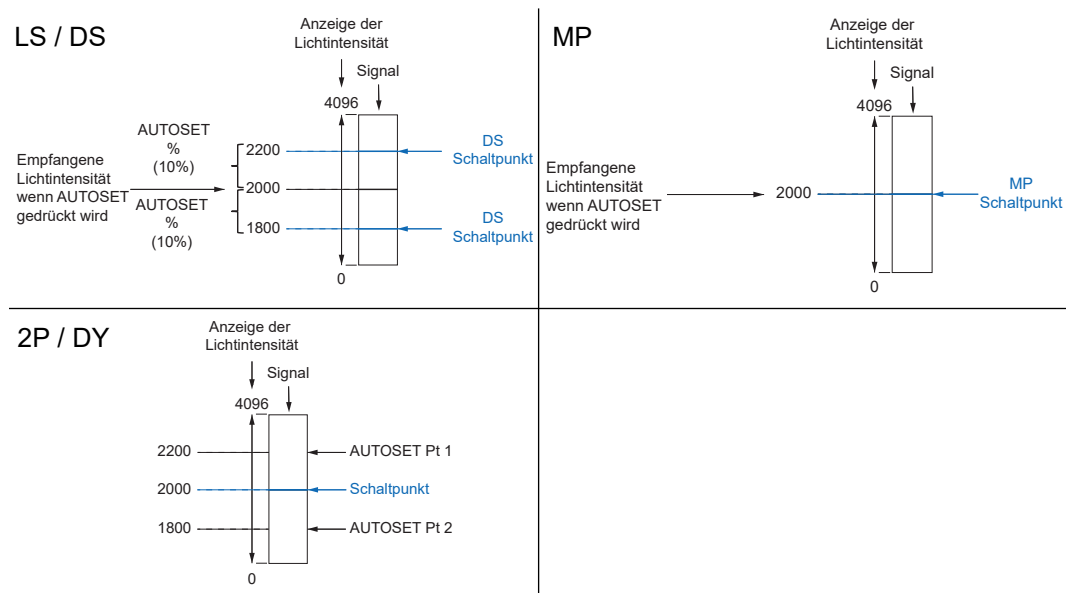 LS / DS
Anzeige der
Lichtintensität
Signal
4096
AUTOSET
%
(10%)
Empfangene
Lichtintensität
wenn AUTOSET
gedrückt wird
AUTOSET
%
(10%)
2200
2000
1800
DS
Schaltpunkt
DS
Schaltpunkt
0
MP
Anzeige der
Lichtintensität
Signal
4096
Empfangene
Lichtintensität
wenn AUTOSET
gedrückt wird
2000
MP
Schaltpunkt
0
2P / DY
Anzeige der
Lichtintensität
Signal
4096
2200
AUTOSET Pt 1
2000
Schaltpunkt
1800
AUTOSET Pt 2
0